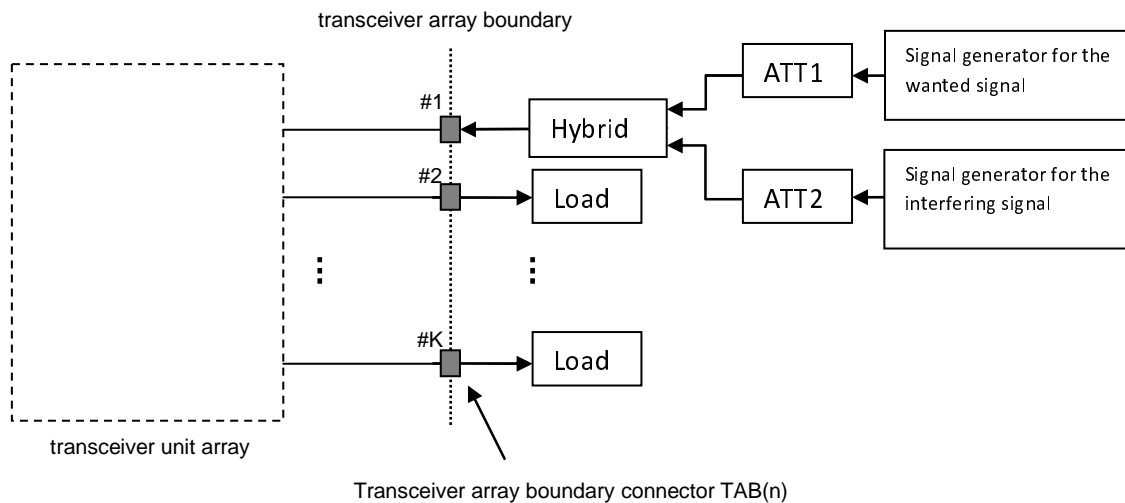 transceiver array boundary
#1
Hybrid
ATT1
Signal generator for the
wanted signal
#2
Load
ATT2
Signal generator for the
interfering signal
#K
Load
transceiver unit array
Transceiver array boundary connector TAB(n)